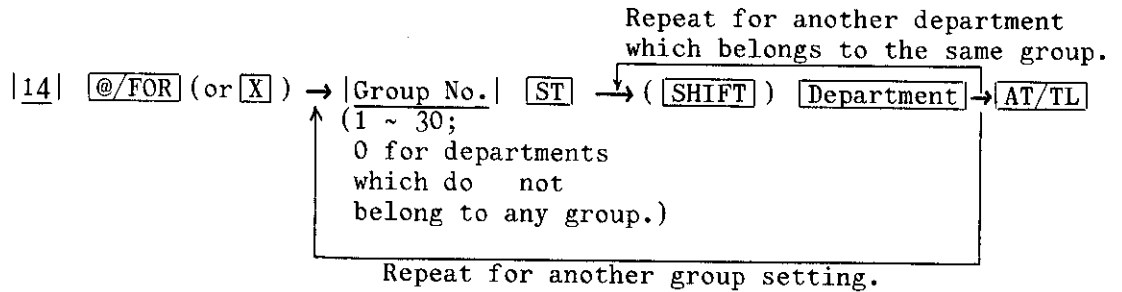 Repeat for another department
which belongs to the same group.
|14| @/FOR (or X) → |Group No.| ST → ( SHIFT ) Department → AT/TL
(1 ~ 30;
0 for departments
which do not
belong to any group.)
Repeat for another group setting.